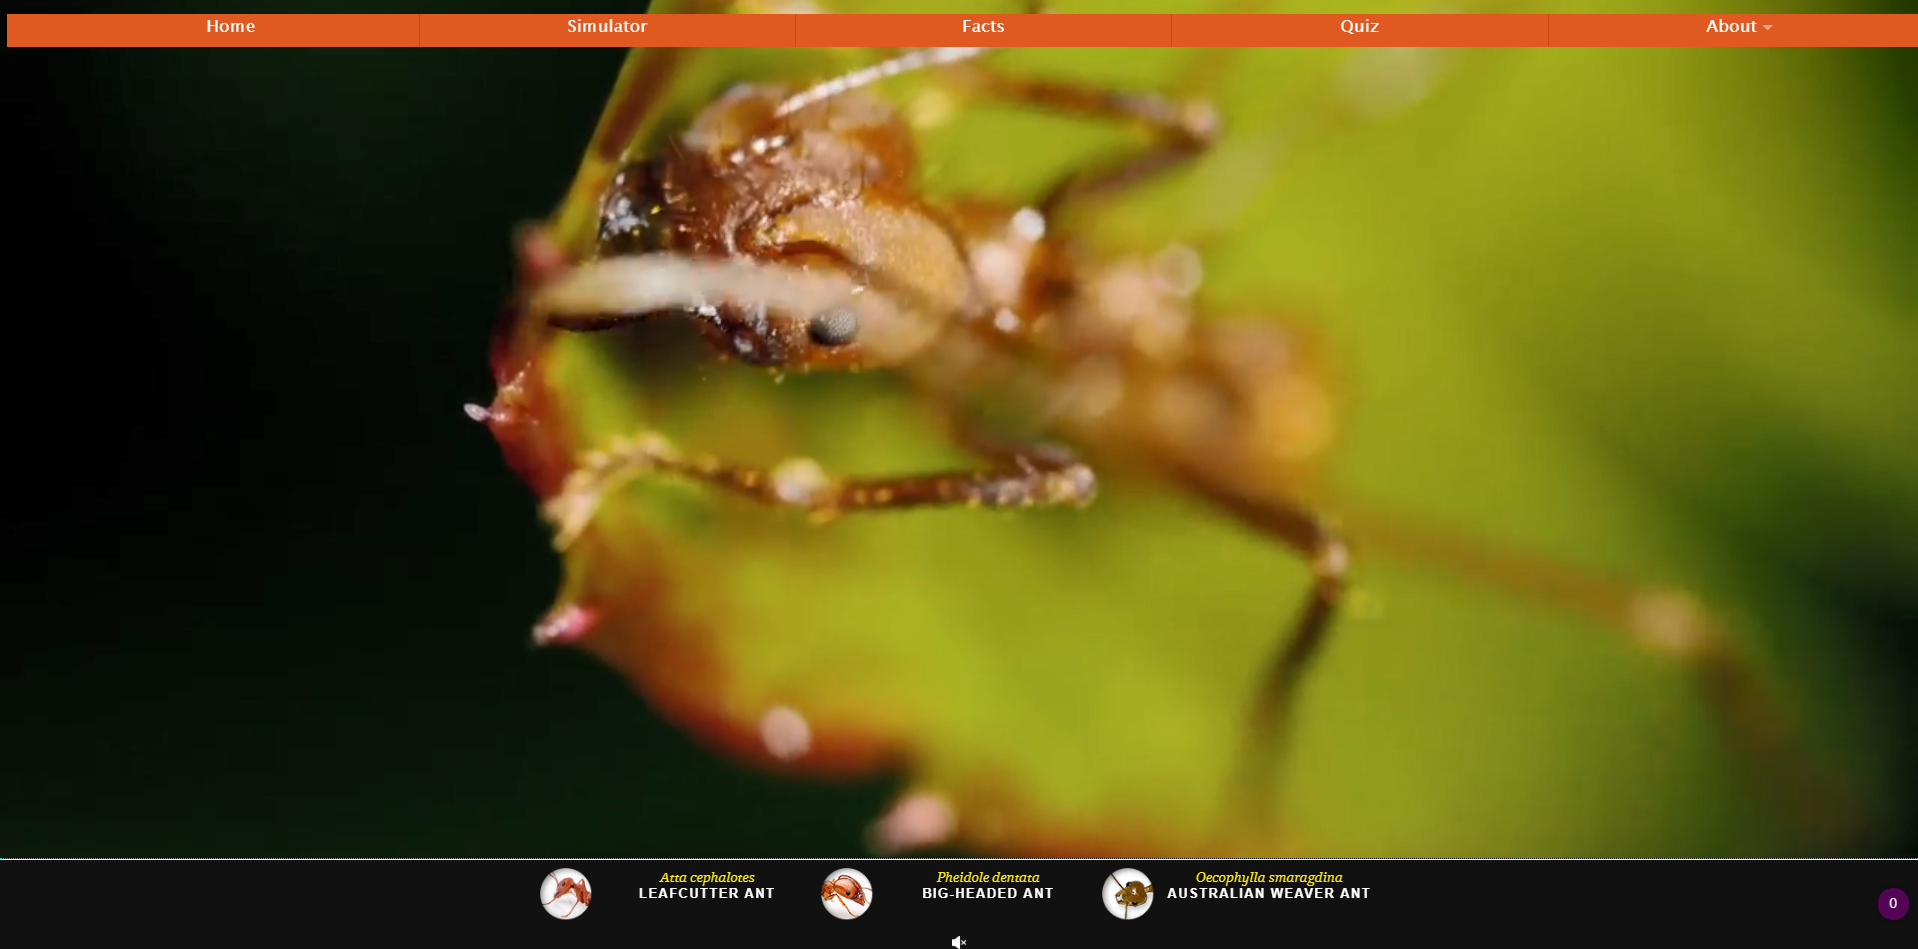 Home
Simulator
Facts
Quiz
About
Atta cephalotes
LEAFCUTTER ANT
Pheidole dentata
BIG-HEADED ANT
Oecophylla smaragdina
AUSTRALIAN WEAVER ANT
0